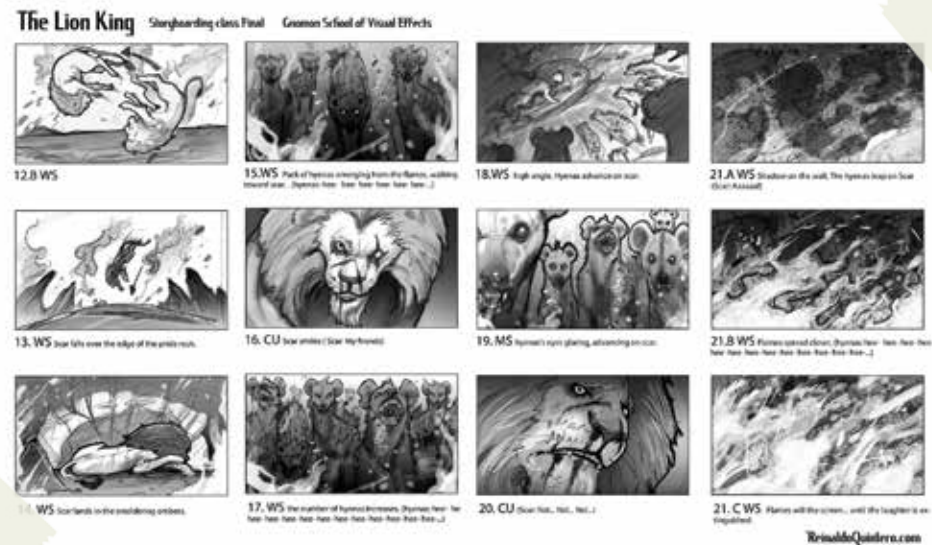 The Lion King Storyboarding class Final Gnomon School of Visual Effects
12.B WS
15.WS Pack of hyenas emerging from the flames, walking
toward scar... (hyenas: hee- hee- hee- hee- hee- hee-...)
18.WS high angle. Hyenas advance on scar.
21.A WS Shadow on the wall, The hyenas leap on Scar
(Scar:
13. WS Scar falls over the edge of the pride rock.
16. CU Scar smiles ( Scar: My friends)
19. MS hyenas's eyes glaring, advancing on scar.
21.B WS Flames spread closer, (hyenas: hee- hee- hee- hee-
hee- hee- hee- hee- hee- hee- hee- hee-...)
14. WS Scar lands in the smoldering embers.
17. WS the number of hyenas increases. (hyenas: hee- he
hee- hee- hee- hee- hee- hee- hee- hee- hee- hee-...)
20. CU (Scar: No!.. No!.. No!..)
21. C WS Flames will the screen... until the laughter is ex-
tinguished.
ReinaldoQuintero.com